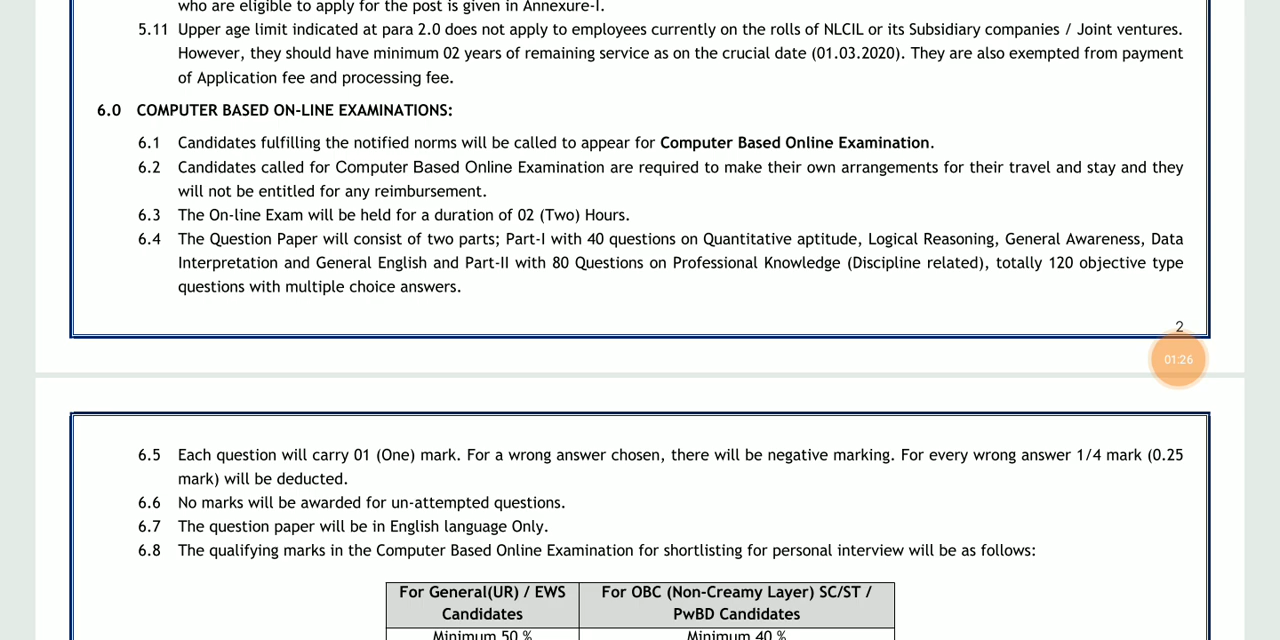 who are eligible to apply for the post is given in Annexure-I.
5.11 Upper age limit indicated at para 2.0 does not apply to employees currently on the rolls of NLCIL or its Subsidiary companies / Joint ventures.
However, they should have minimum 02 years of remaining service as on the crucial date (01.03.2020). They are also exempted from payment
of Application fee and processing fee.
6.0 COMPUTER BASED ON-LINE EXAMINATIONS:
6.1 Candidates fulfilling the notified norms will be called to appear for Computer Based Online Examination.
6.2 Candidates called for Computer Based Online Examination are required to make their own arrangements for their travel and stay and they
will not be entitled for any reimbursement.
6.3 The On-line Exam will be held for a duration of 02 (Two) Hours.
6.4 The Question Paper will consist of two parts; Part-I with 40 questions on Quantitative aptitude, Logical Reasoning, General Awareness, Data
Interpretation and General English and Part-II with 80 Questions on Professional Knowledge (Discipline related), totally 120 objective type
questions with multiple choice answers.
2
01:26
6.5 Each question will carry 01 (One) mark. For a wrong answer chosen, there will be negative marking. For every wrong answer 1/4 mark (0.25
mark) will be deducted.
6.6 No marks will be awarded for un-attempted questions.
6.7 The question paper will be in English language Only.
6.8 The qualifying marks in the Computer Based Online Examination for shortlisting for personal interview will be as follows:
For General(UR) / EWS
Candidates
For OBC (Non-Creamy Layer) SC/ST /
PwBD Candidates
Minimum 50 %
Minimum 40 %